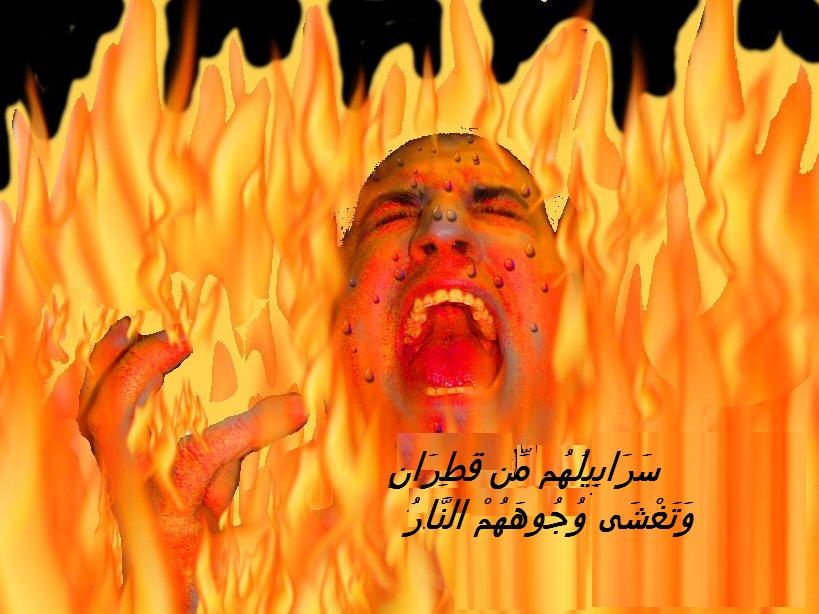 سَرَابِيلُهُم مِّن قَطِرَان
وَتَغْشَى وُجُوهَهُمْ النَّارُ